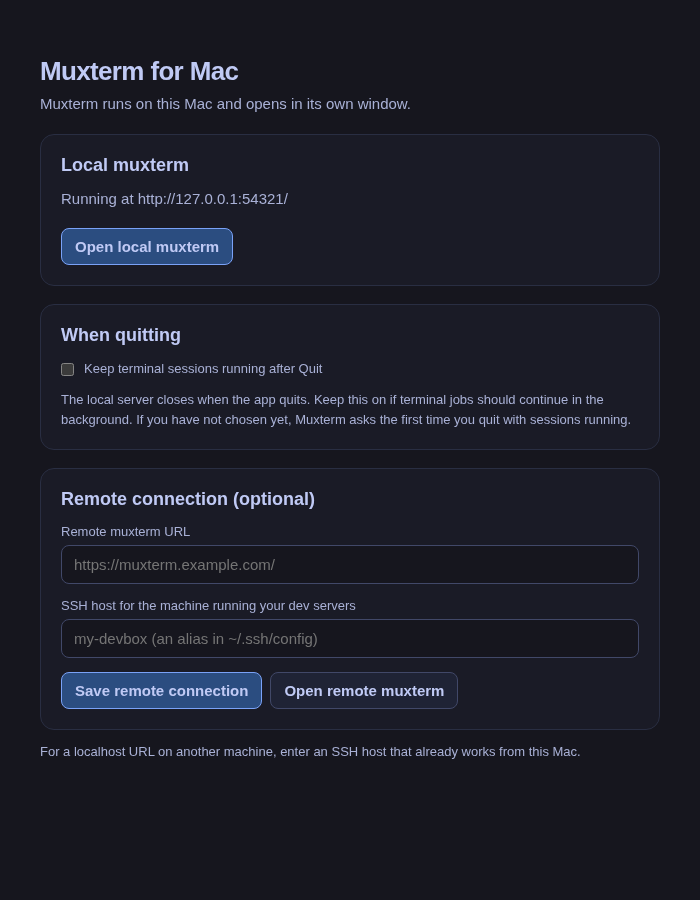 Muxterm for Mac
Muxterm runs on this Mac and opens in its own window.
Local muxterm
Running at http://127.0.0.1:54321/
Open local muxterm
When quitting
Keep terminal sessions running after Quit
The local server closes when the app quits. Keep this on if terminal jobs should continue in the
background. If you have not chosen yet, Muxterm asks the first time you quit with sessions running.
Remote connection (optional)
Remote muxterm URL
https://muxterm.example.com/
SSH host for the machine running your dev servers
my-devbox (an alias in ~/.ssh/config)
Save remote connection
Open remote muxterm
For a localhost URL on another machine, enter an SSH host that already works from this Mac.